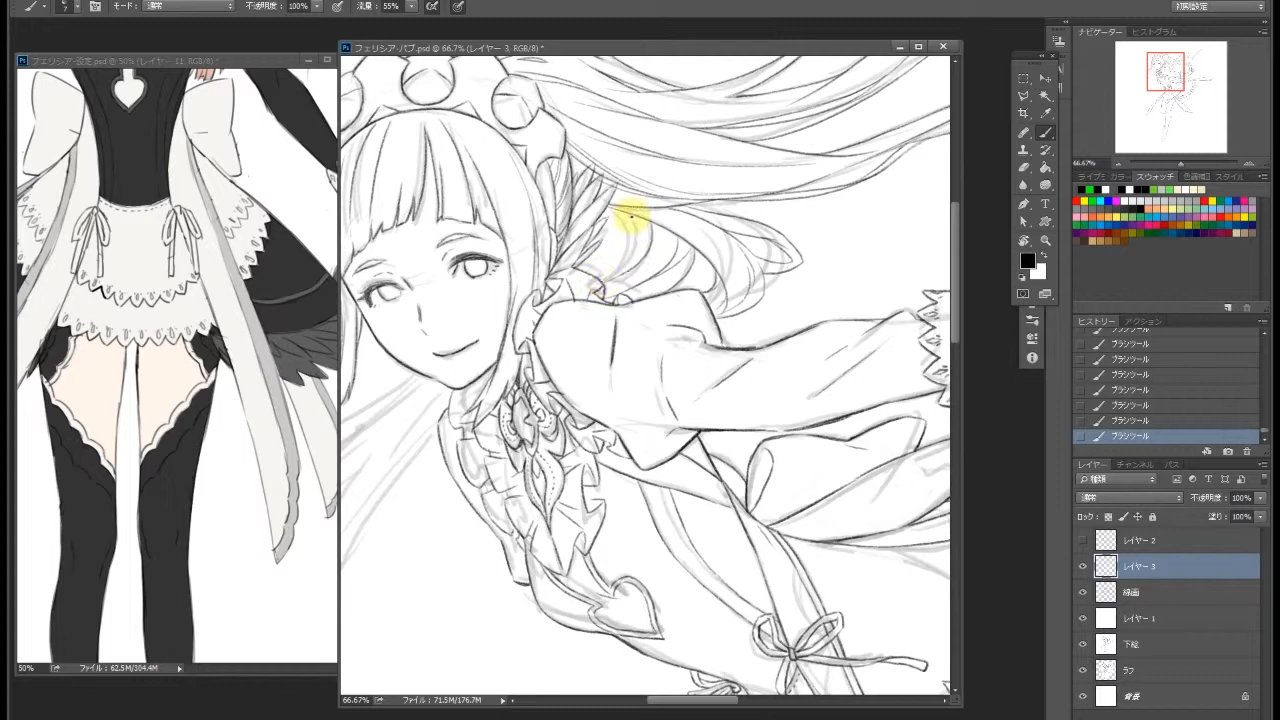 モード: 通常 不透明度: 100% 流量: 55% 初期設定
フェリシア-設定.psd @ 50% (レイヤー 11, RGB/8) *
フェリシア-パブ.psd @ 66.7% (レイヤー 3, RGB/8) *
ナビゲーター ヒストグラム
66.67%
カラー スウォッチ 色調補正 スタイル
ヒストリー アクション
ブラシツール
ブラシツール
ブラシツール
ブラシツール
ブラシツール
ブラシツール
ブラシツール
ブラシツール
レイヤー チャンネル パス
種類
通常 不透明度: 100%
ロック: 塗り: 100%
レイヤー 2
レイヤー 3
線画
レイヤー 1
下絵
ラフ
背景
50% ファイル : 62.5M/304.4M
66.67% ファイル : 71.5M/176.7M